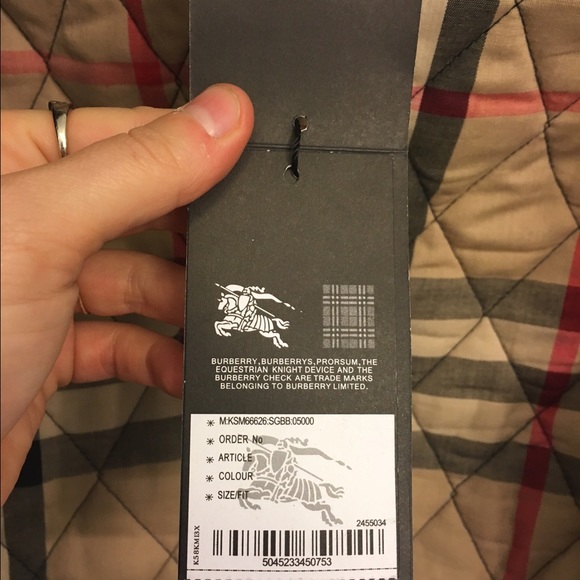 BURBERRY,BURBERRYS,PRORSUM,THE
EQUESTRIAN KNIGHT DEVICE AND THE
BURBERRY CHECK ARE TRADE MARKS
BELONGING TO BURBERRY LIMITED.
* M:KSM66626:SGBB:05000
* ORDER No
* ARTICLE
* COLOUR
* SIZE/FIT
2455034
5045233450753
K5BKMI3X